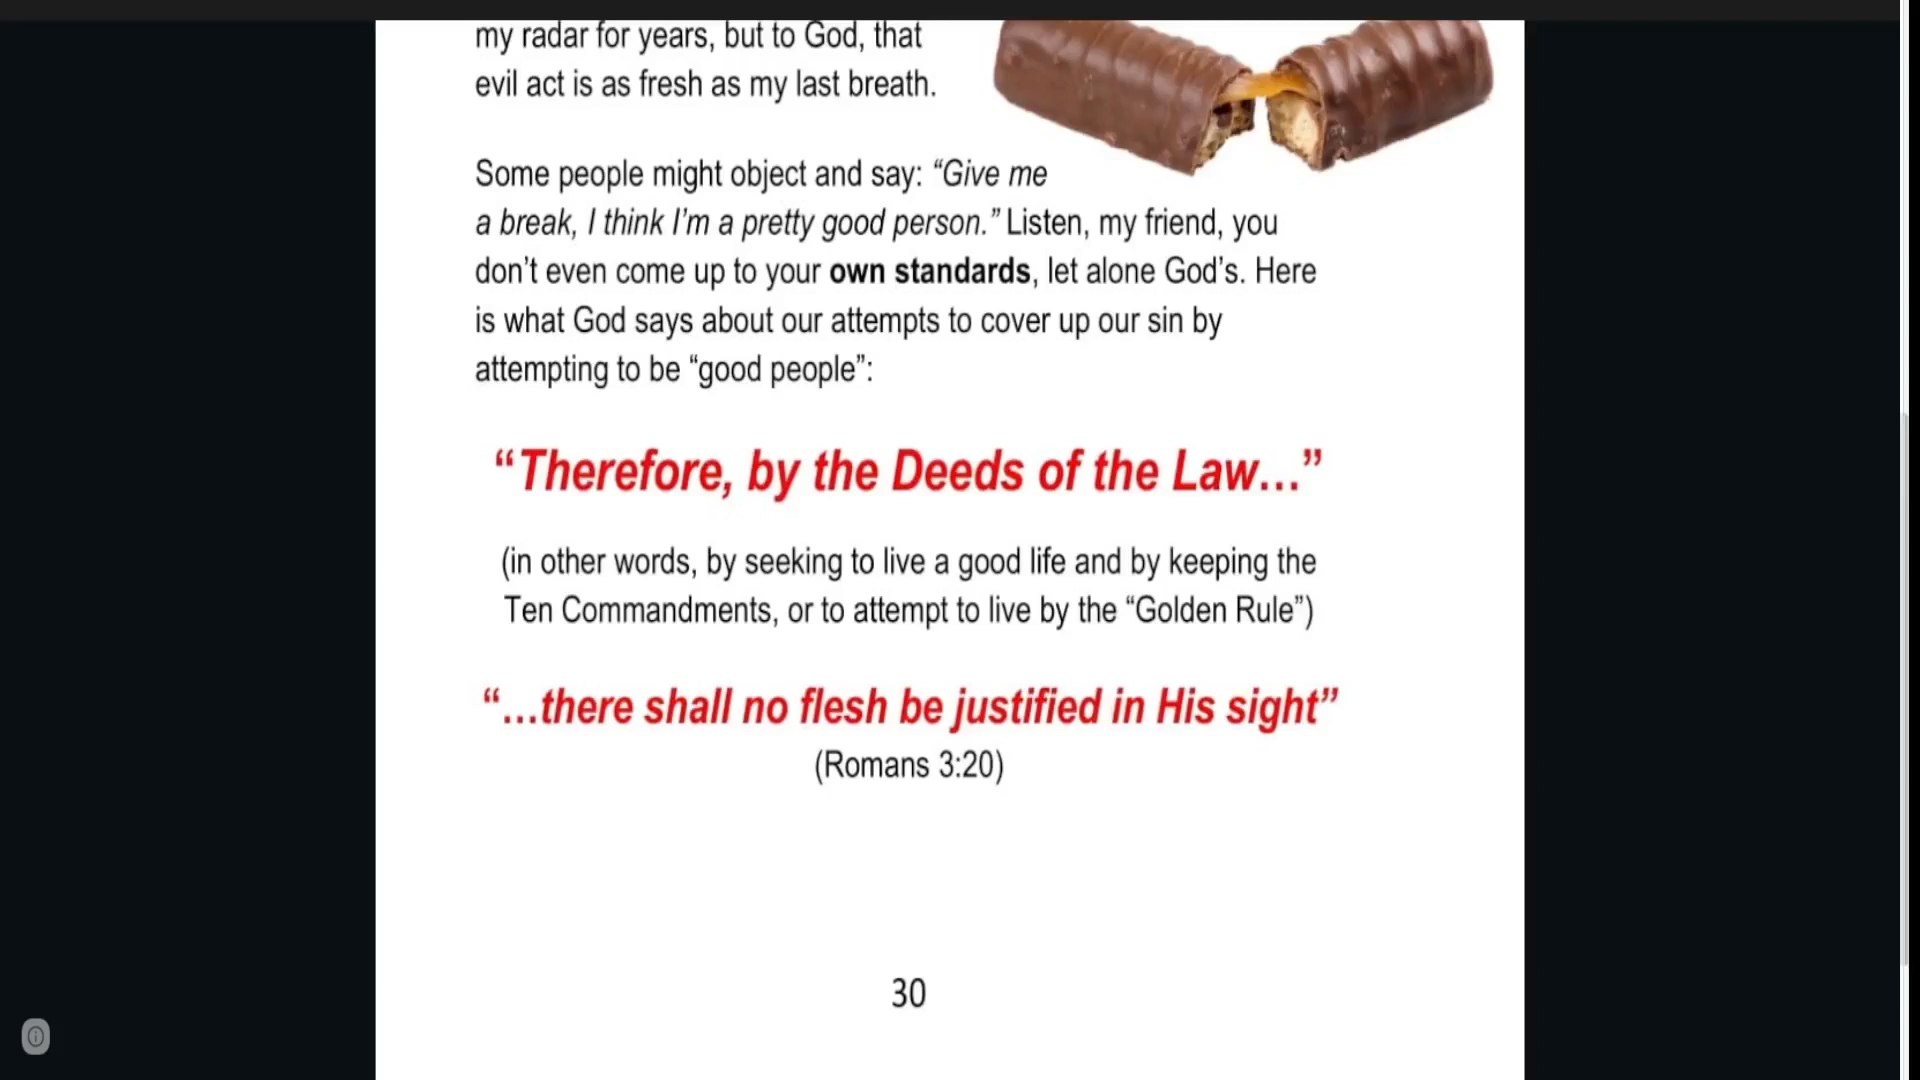 my radar for years, but to God, that
evil act is as fresh as my last breath.
Some people might object and say: “Give me
a break, I think I’m a pretty good person.” Listen, my friend, you
don’t even come up to your own standards, let alone God’s. Here
is what God says about our attempts to cover up our sin by
attempting to be “good people”:
“Therefore, by the Deeds of the Law…”
(in other words, by seeking to live a good life and by keeping the
Ten Commandments, or to attempt to live by the “Golden Rule”)
“…there shall no flesh be justified in His sight”
(Romans 3:20)
30